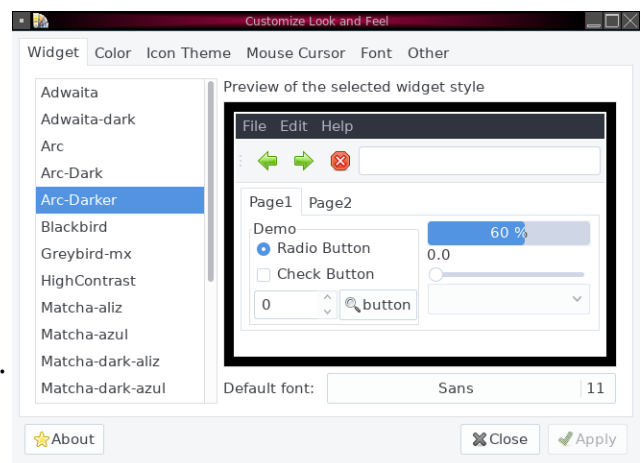 Customize Look and Feel
Widget Color Icon Theme Mouse Cursor Font Other
Adwaita
Adwaita-dark
Arc
Arc-Dark
Arc-Darker
Blackbird
Greybird-mx
HighContrast
Matcha-aliz
Matcha-azul
Matcha-dark-aliz
Matcha-dark-azul
Preview of the selected widget style
File Edit Help
Page1 Page2
Demo
Radio Button
Check Button
0 button
60 %
0.0
Default font: Sans 11
About Close Apply